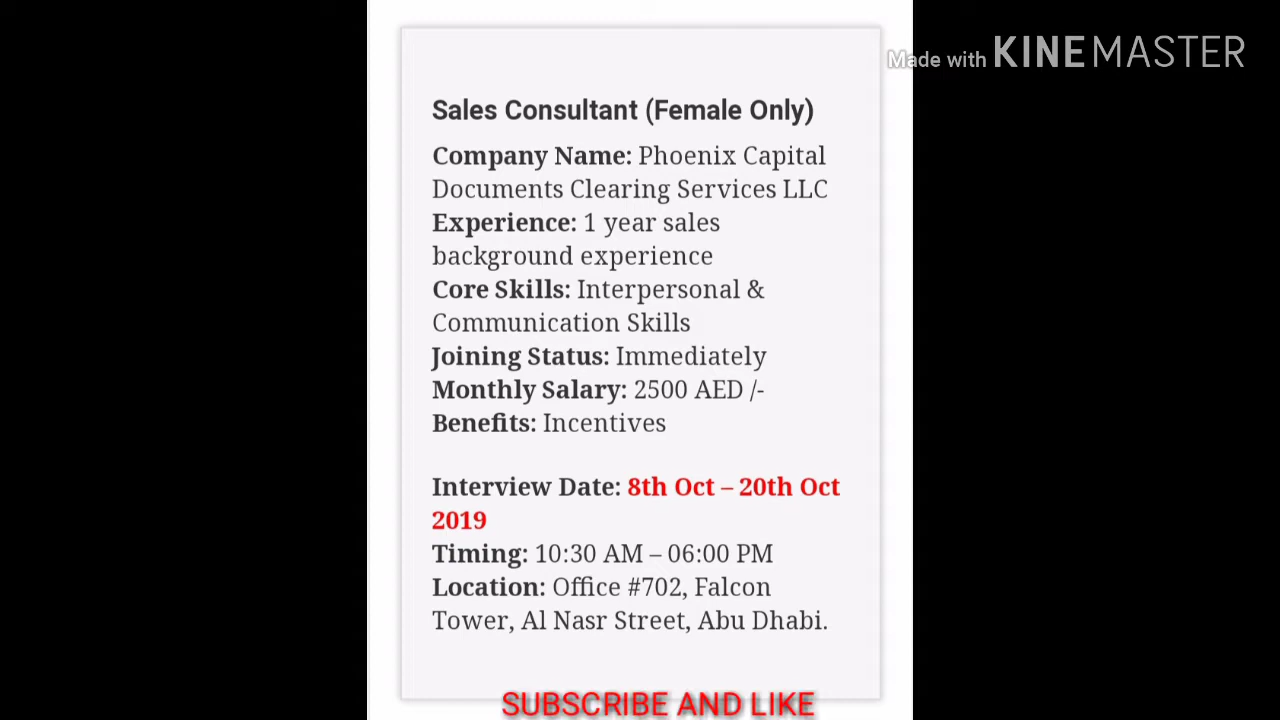 Made with KINEMASTER
Sales Consultant (Female Only)
Company Name: Phoenix Capital
Documents Clearing Services LLC
Experience: 1 year sales
background experience
Core Skills: Interpersonal &
Communication Skills
Joining Status: Immediately
Monthly Salary: 2500 AED /-
Benefits: Incentives
Interview Date: 8th Oct – 20th Oct
2019
Timing: 10:30 AM – 06:00 PM
Location: Office #702, Falcon
Tower, Al Nasr Street, Abu Dhabi.
SUBSCRIBE AND LIKE